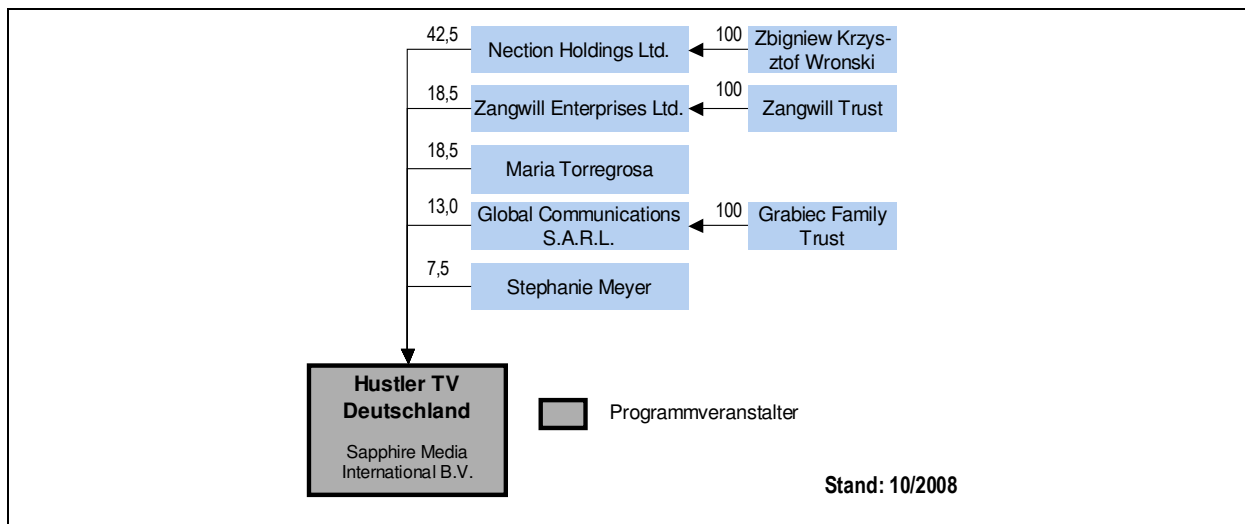 42,5
Nection Holdings Ltd.
100
Zbigniew Krzys-
ztof Wronski
18,5
Zangwill Enterprises Ltd.
100
Zangwill Trust
18,5
Maria Torregrosa
13,0
Global Communications
S.A.R.L.
100
Grabiec Family
Trust
7,5
Stephanie Meyer
Hustler TV
Deutschland
Sapphire Media
International B.V.
Programmveranstalter
Stand: 10/2008